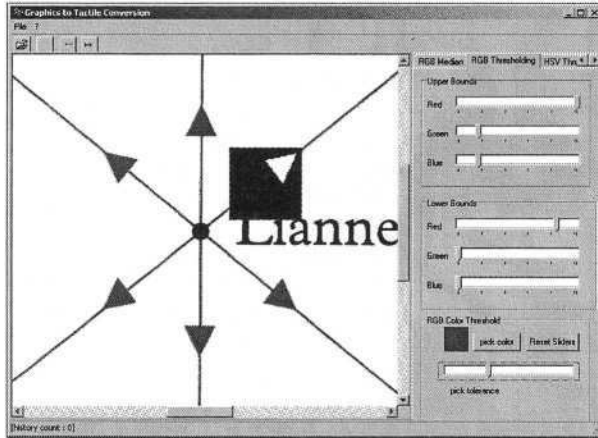 Graphics to Tactile Conversion
File ?
RGB Median RGB Thresholding HSV Thre
Upper Bounds
Red
Green
Blue
Lianne
Lower Bounds
Red
Green
Blue
RGB Color Threshold
pick color Reset Sliders
pick tolerance
[history count : 0]